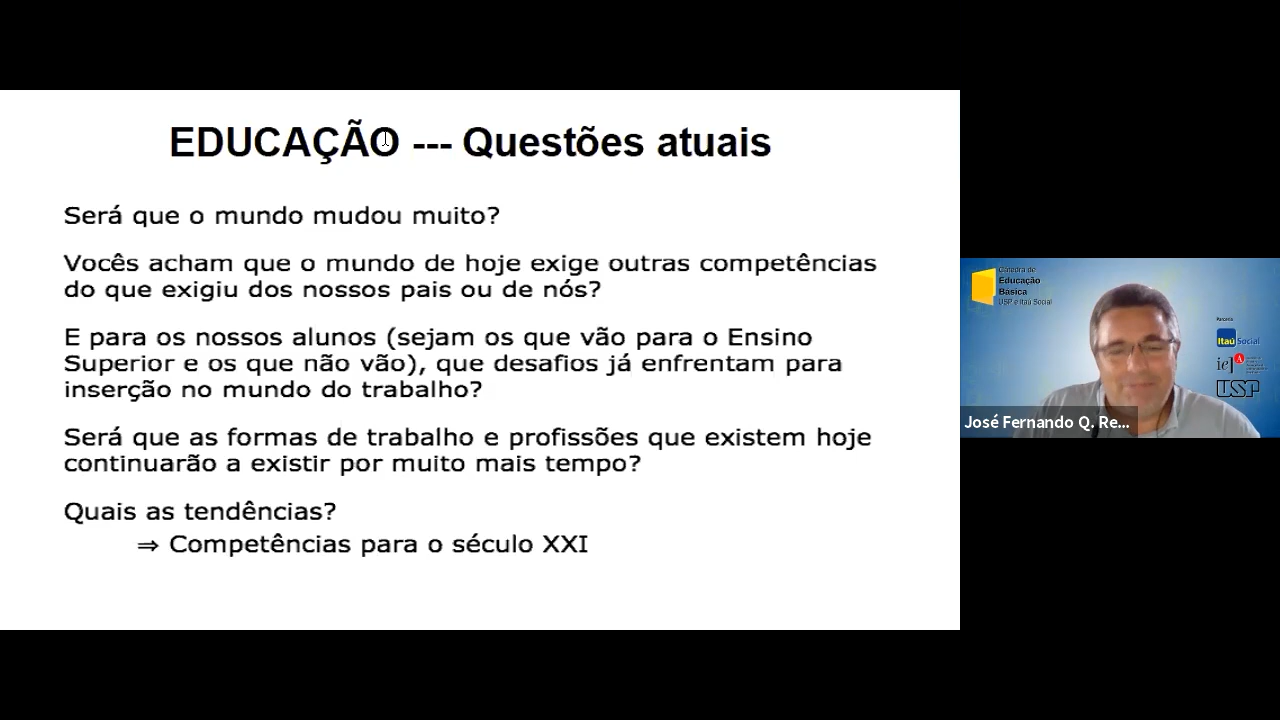 EDUCAÇÃO --- Questões atuais
Será que o mundo mudou muito?
Vocês acham que o mundo de hoje exige outras competências
do que exigiu dos nossos pais ou de nós?
E para os nossos alunos (sejam os que vão para o Ensino
Superior e os que não vão), que desafios já enfrentam para
inserção no mundo do trabalho?
Será que as formas de trabalho e profissões que existem hoje
continuarão a existir por muito mais tempo?
Quais as tendências?
⇒ Competências para o século XXI
Cátedra de
Educação
Básica
USP e Itaú Social
Itaú Social
iea
USP
José Fernando Q. Re...